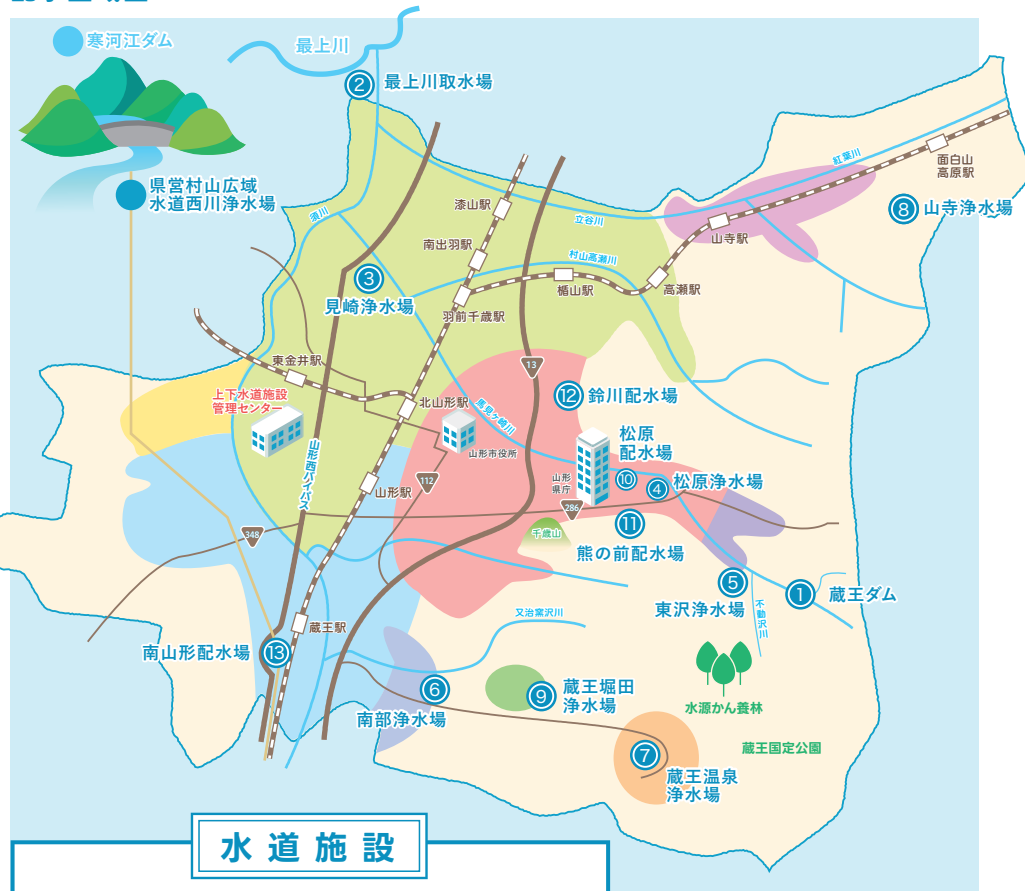 寒河江ダム
最上川
② 最上川取水場
県営村山広域
水道西川浄水場
紅葉川
面白山
高原駅
⑧ 山寺浄水場
漆山駅
須川
立谷川
山寺駅
南出羽駅
村山高瀬川
③
見崎浄水場
楯山駅
高瀬駅
羽前千歳駅
東金井駅
13
上下水道施設
管理センター
北山形駅
馬見ヶ崎川
⑫ 鈴川配水場
山形市役所
松原
配水場
山形西バイパス
山形駅
112
山形
県庁
⑩
④ 松原浄水場
286
⑪
348
千歳山
熊の前配水場
⑤
東沢浄水場
① 蔵王ダム
不動沢川
又治窯沢川
蔵王駅
南山形配水場 ⑬
⑥
南部浄水場
⑨ 蔵王堀田
浄水場
水源かん養林
蔵王国定公園
⑦
蔵王温泉
浄水場
水道施設